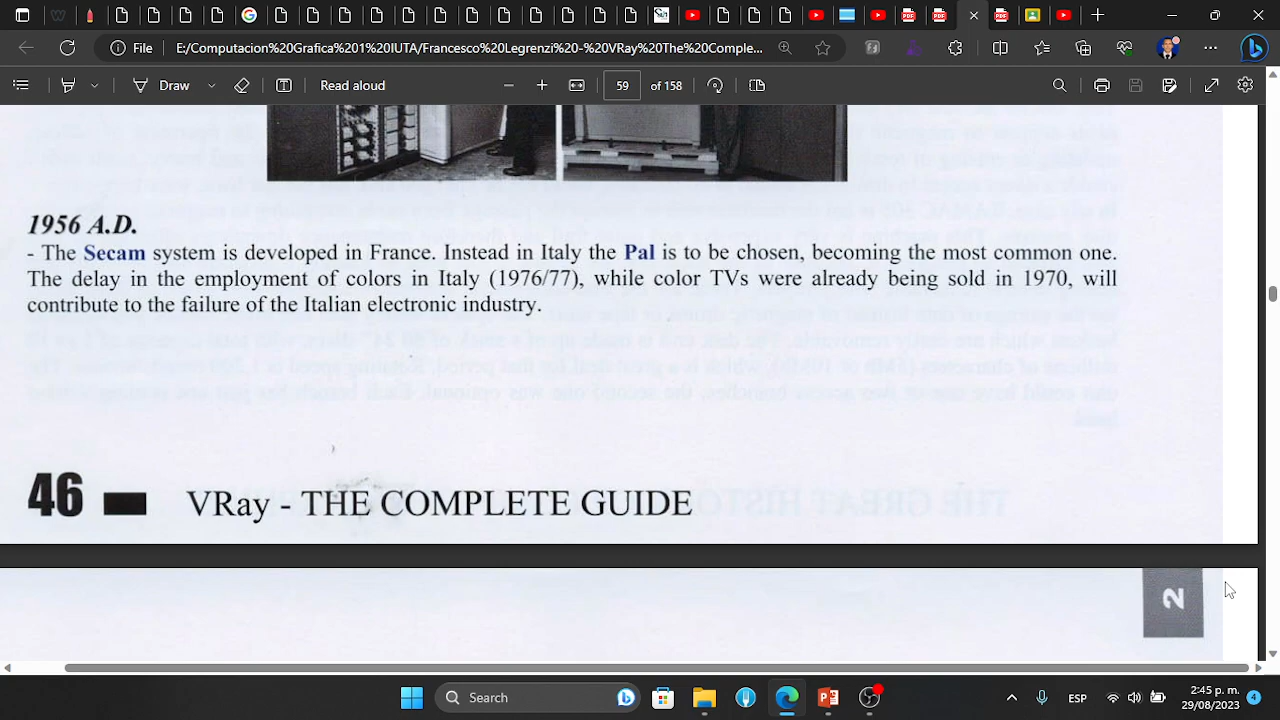 File
E:/Computacion%20Grafica%201%20IUTA/Francesco%20Legrenzi%20-%20VRay%20The%20Comple...
Draw
Read aloud
59
of 158
1956 A.D.
- The Secam system is developed in France. Instead in Italy the Pal is to be chosen, becoming the most common one.
The delay in the employment of colors in Italy (1976/77), while color TVs were already being sold in 1970, will
contribute to the failure of the Italian electronic industry.
46
VRay - THE COMPLETE GUIDE
2
Search
ESP
2:45 p. m.
29/08/2023
4